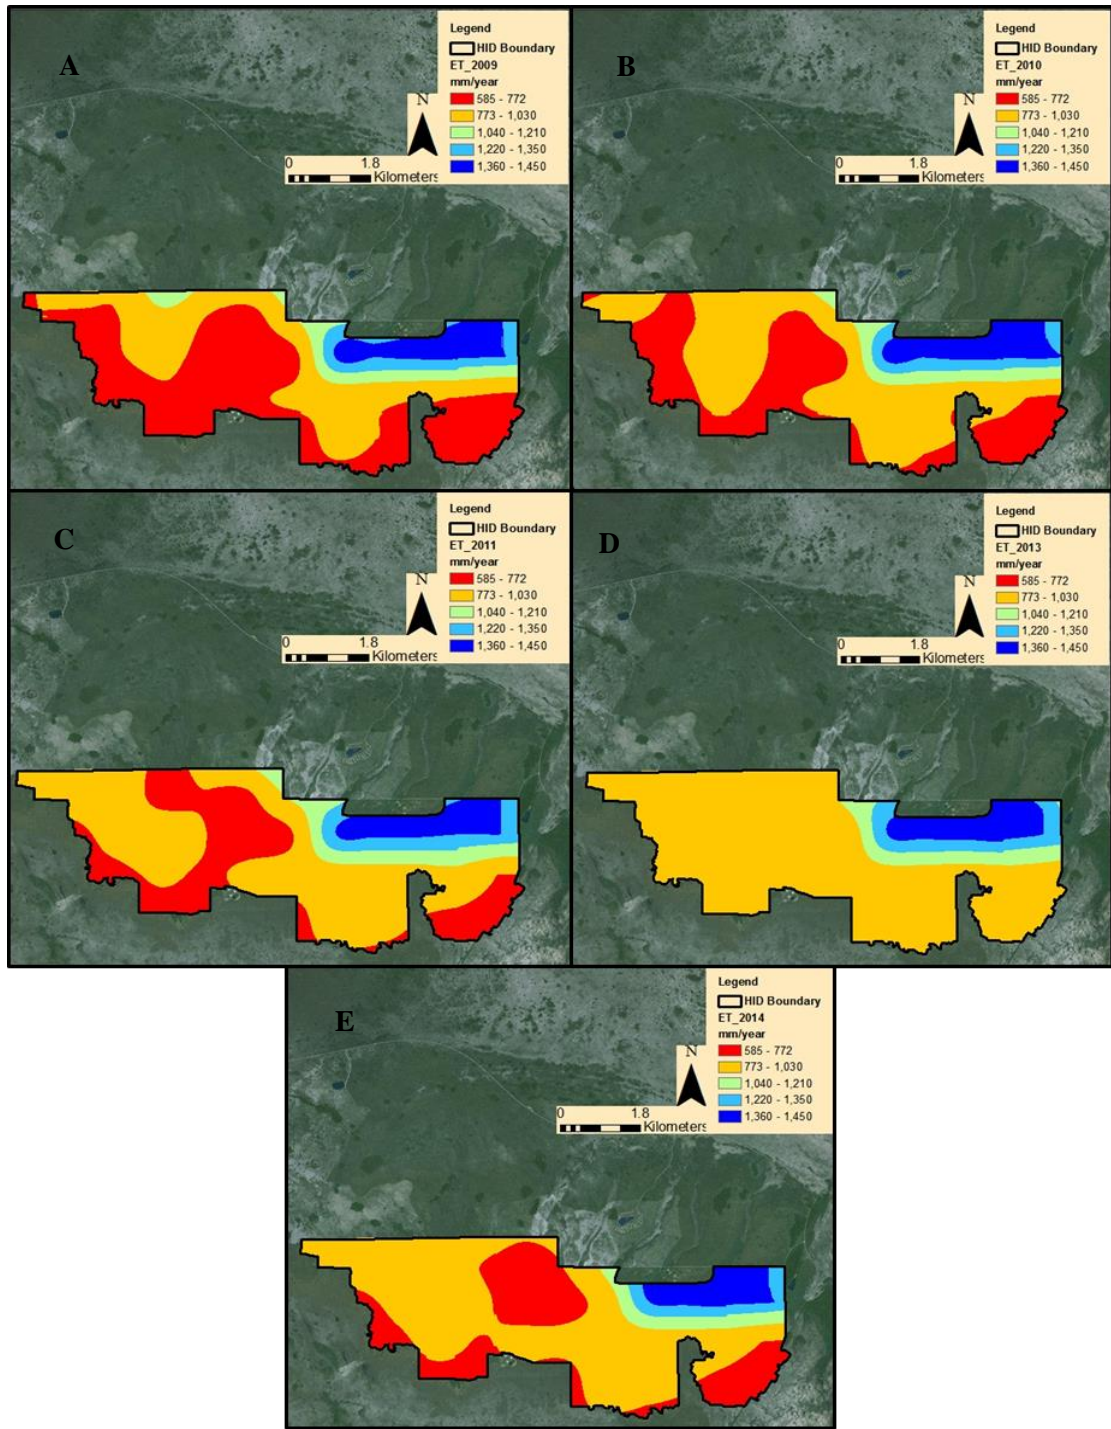 A
Legend
HID Boundary
ET_2009
mm/year
585 - 772
773 - 1,030
1,040 - 1,210
1,220 - 1,350
1,360 - 1,450
N
0 1.8
Kilometers
B
Legend
HID Boundary
ET_2010
mm/year
585 - 772
773 - 1,030
1,040 - 1,210
1,220 - 1,350
1,360 - 1,450
N
0 1.8
Kilometers
C
Legend
HID Boundary
ET_2011
mm/year
585 - 772
773 - 1,030
1,040 - 1,210
1,220 - 1,350
1,360 - 1,450
N
0 1.8
Kilometers
D
Legend
HID Boundary
ET_2013
mm/year
585 - 772
773 - 1,030
1,040 - 1,210
1,220 - 1,350
1,360 - 1,450
N
0 1.8
Kilometers
E
Legend
HID Boundary
ET_2014
mm/year
585 - 772
773 - 1,030
1,040 - 1,210
1,220 - 1,350
1,360 - 1,450
N
0 1.8
Kilometers